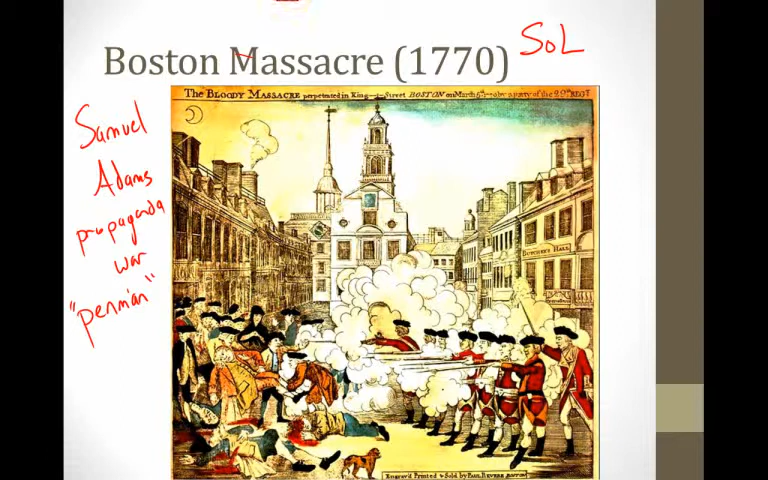 Boston Massacre (1770)
SoL
Samuel
Adams
propaganda
war
"penman"
The BLOODY MASSACRE perpetrated in King Street BOSTON on March 5th 1770 by a party of the 29th REGT
BUTCHER'S HALL
Engrav'd Printed & Sold by PAUL REVERE BOSTON